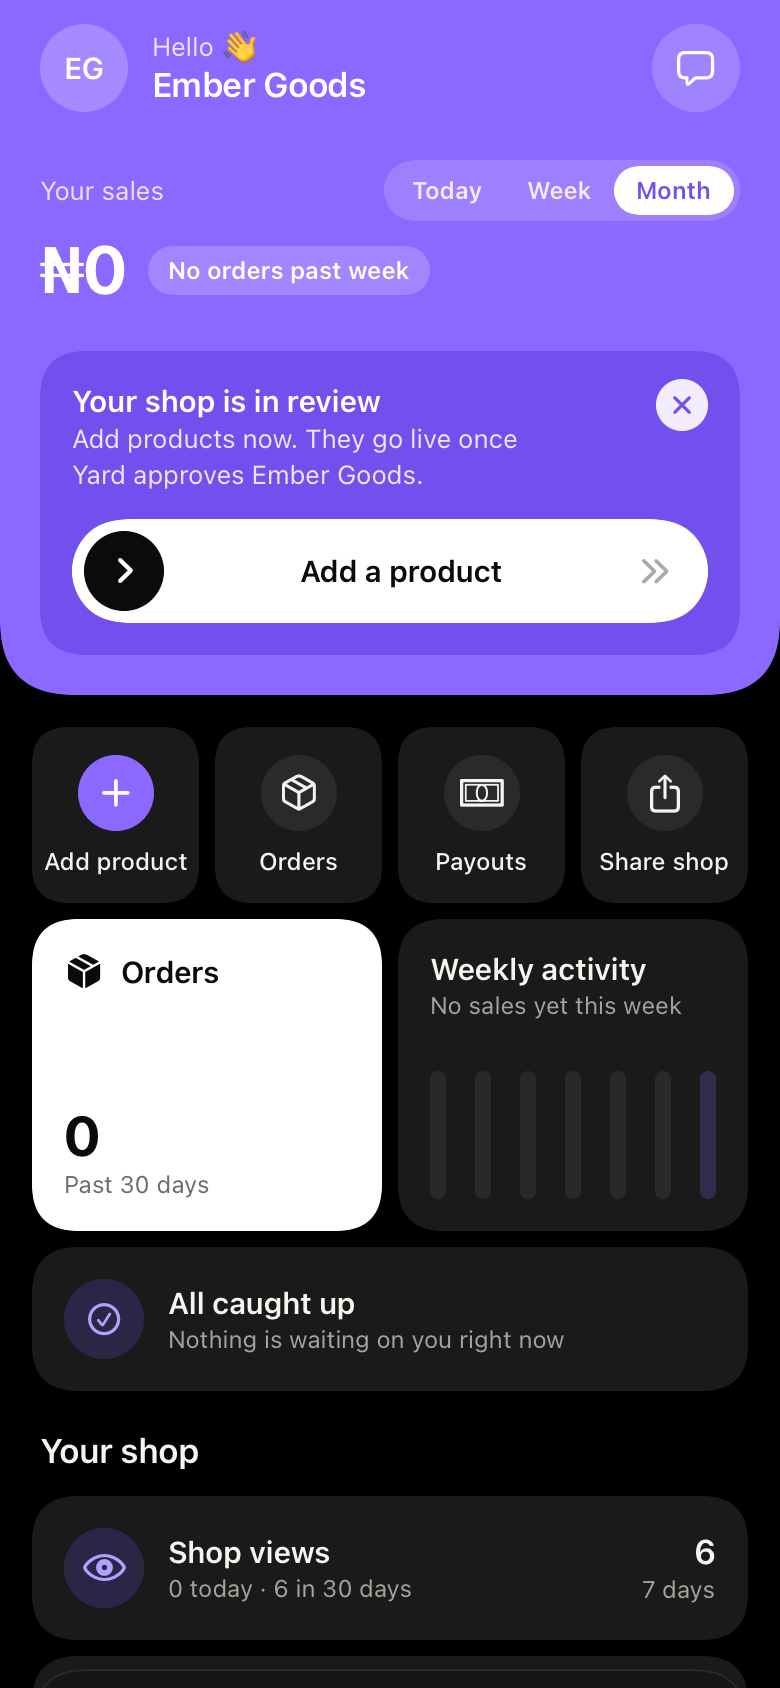 EG
Hello 👋
Ember Goods
Your sales
Today
Week
Month
₦0
No orders past week
Your shop is in review
Add products now. They go live once
Yard approves Ember Goods.
Add a product
Add product
Orders
Payouts
Share shop
Orders
0
Past 30 days
Weekly activity
No sales yet this week
All caught up
Nothing is waiting on you right now
Your shop
Shop views
0 today · 6 in 30 days
6
7 days